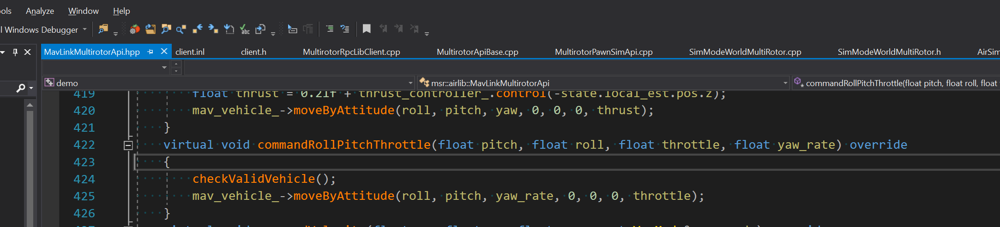 ols Analyze Window Help
l Windows Debugger
MavLinkMultirotorApi.hpp client.inl client.h MultirotorRpcLibClient.cpp MultirotorApiBase.cpp MultirotorPawnSimApi.cpp SimModeWorldMultiRotor.cpp SimModeWorldMultiRotor.h AirSim
demo msr::airlib::MavLinkMultirotorApi commandRollPitchThrottle(float pitch, float roll, float
419 float thrust = 0.21f + thrust_controller_.control(-state.local_est.pos.z);
420 mav_vehicle_->moveByAttitude(roll, pitch, yaw, 0, 0, 0, thrust);
421 }
422 virtual void commandRollPitchThrottle(float pitch, float roll, float throttle, float yaw_rate) override
423 {
424 checkValidVehicle();
425 mav_vehicle_->moveByAttitude(roll, pitch, yaw_rate, 0, 0, 0, throttle);
426 }